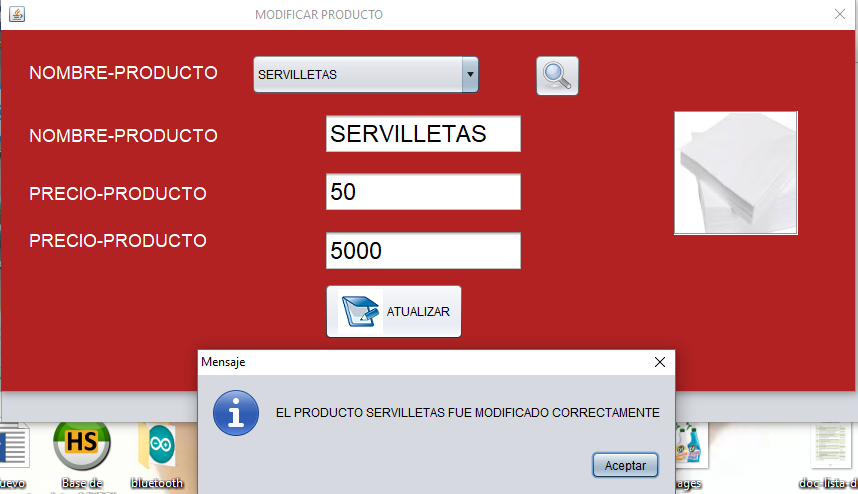 MODIFICAR PRODUCTO
NOMBRE-PRODUCTO
SERVILLETAS
NOMBRE-PRODUCTO
SERVILLETAS
PRECIO-PRODUCTO
50
PRECIO-PRODUCTO
5000
ATUALIZAR
Mensaje
EL PRODUCTO SERVILLETAS FUE MODIFICADO CORRECTAMENTE
Aceptar
HS
uevo
Base de
bluetooth
ages
doc-lista-d